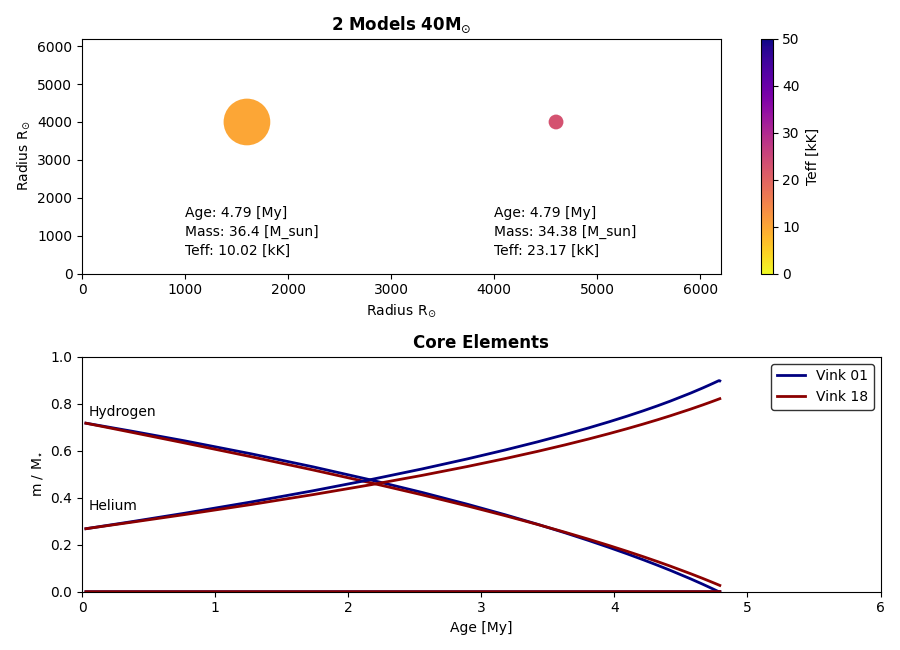 2 Models 40M⊙
6000
5000
4000
3000
2000
1000
0
Radius R⊙
Age: 4.79 [My]
Mass: 36.4 [M_sun]
Teff: 10.02 [kK]
Age: 4.79 [My]
Mass: 34.38 [M_sun]
Teff: 23.17 [kK]
0 1000 2000 3000 4000 5000 6000
Radius R⊙
50
40
30
20
10
0
Teff [kK]
Core Elements
1.0
0.8
0.6
0.4
0.2
0.0
m / M⋆
Hydrogen
Helium
Vink 01
Vink 18
0 1 2 3 4 5 6
Age [My]